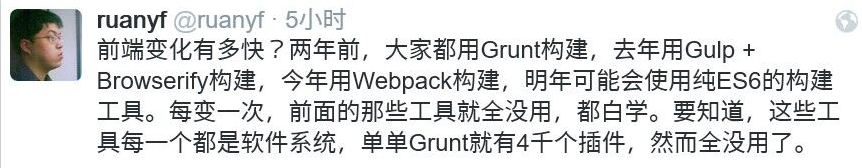 ruanyf @ruanyf · 5小时
前端变化有多快？两年前，大家都用Grunt构建，去年用Gulp +
Browserify构建，今年用Webpack构建，明年可能会使用纯ES6的构建
工具。每变一次，前面的那些工具就全没用，都白学。要知道，这些工
具每一个都是软件系统，单单Grunt就有4千个插件，然而全没用了。